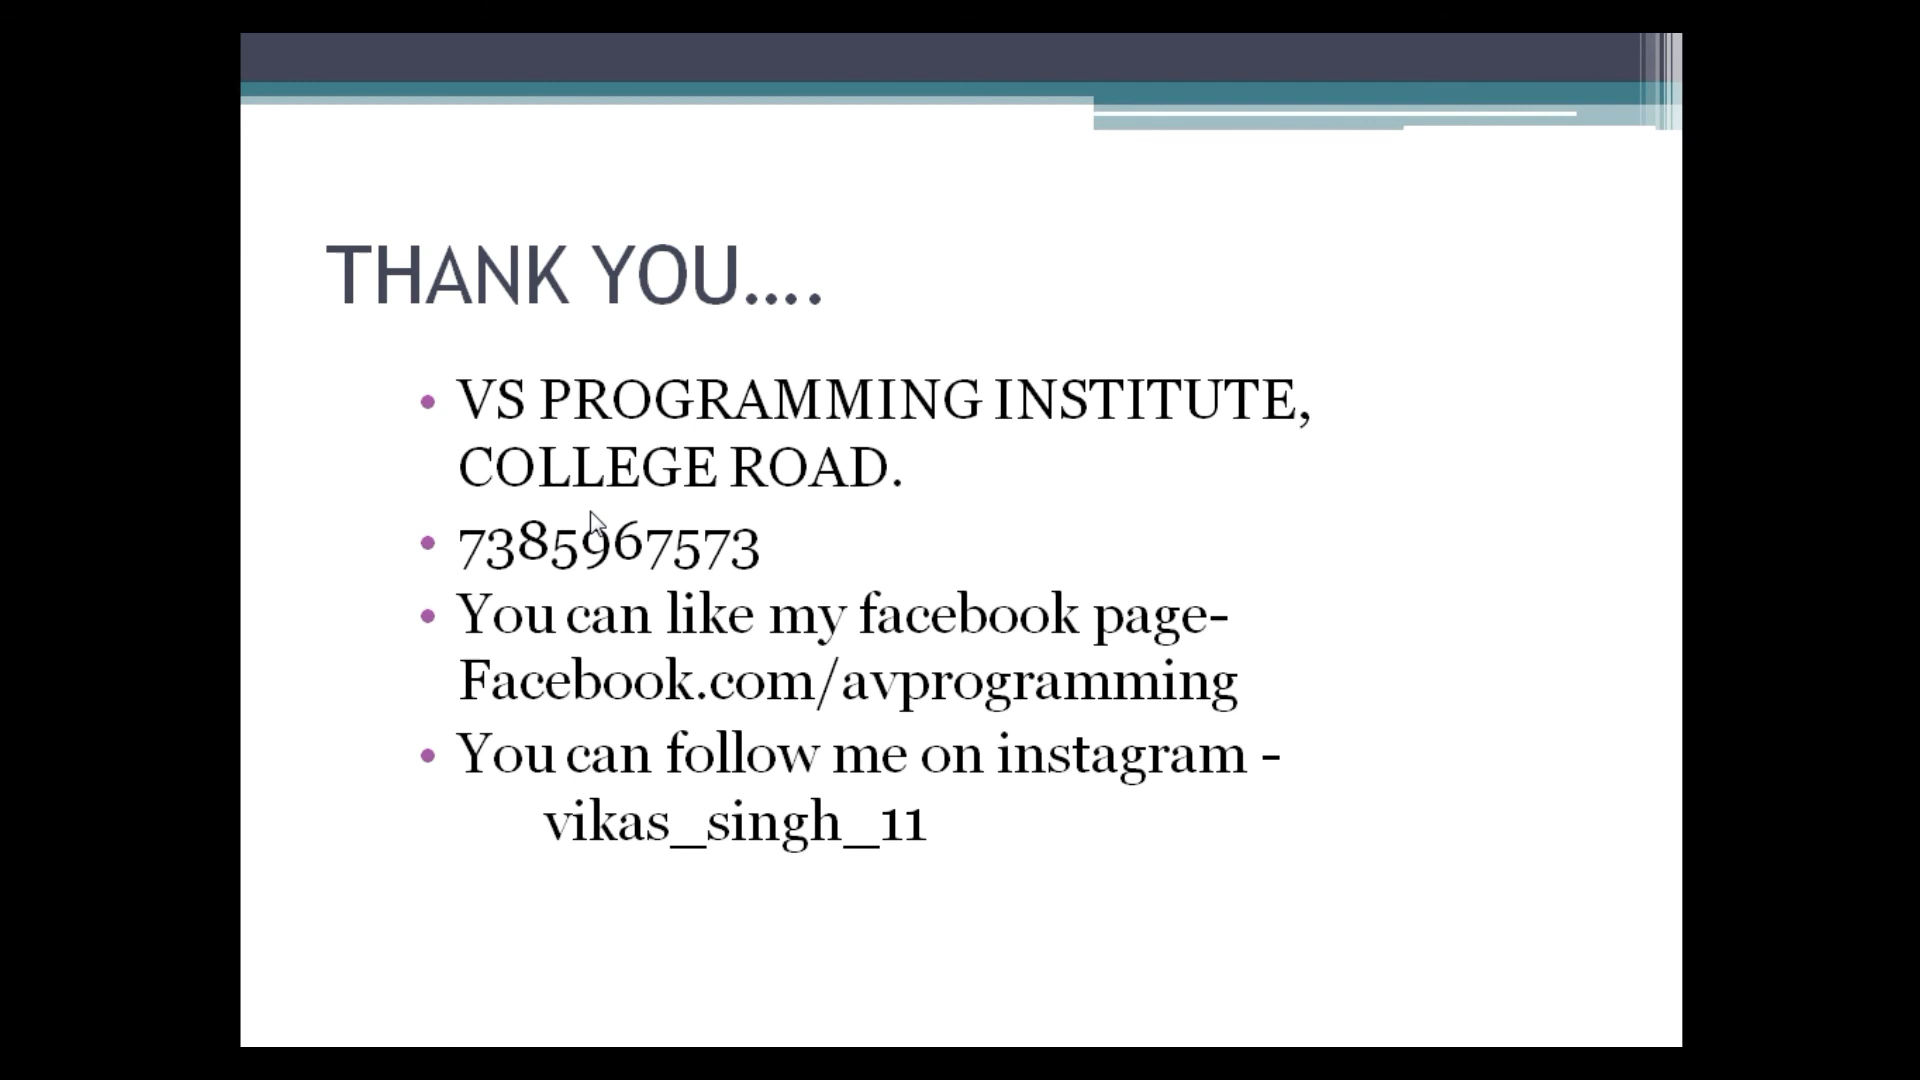 THANK YOU....
• VS PROGRAMMING INSTITUTE,
COLLEGE ROAD.
• 7385967573
• You can like my facebook page-
Facebook.com/avprogramming
• You can follow me on instagram -
vikas_singh_11